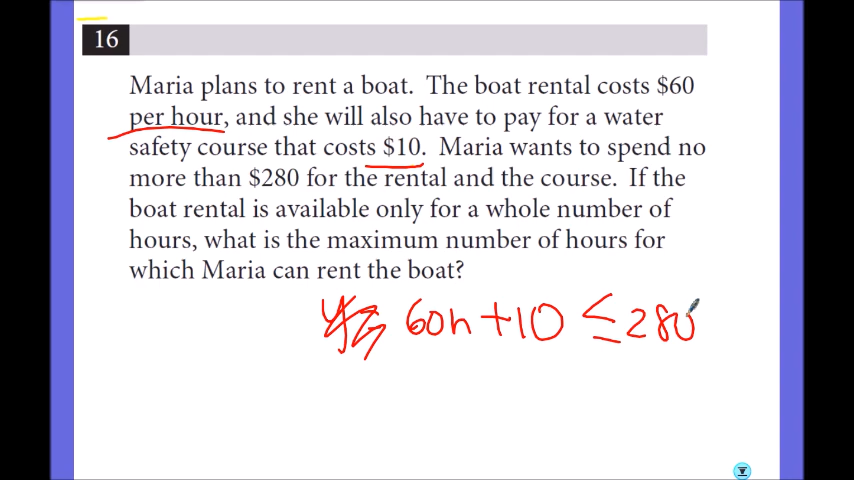 16
Maria plans to rent a boat. The boat rental costs $60
per hour, and she will also have to pay for a water
safety course that costs $10. Maria wants to spend no
more than $280 for the rental and the course. If the
boat rental is available only for a whole number of
hours, what is the maximum number of hours for
which Maria can rent the boat?
60h + 10 ≤ 280